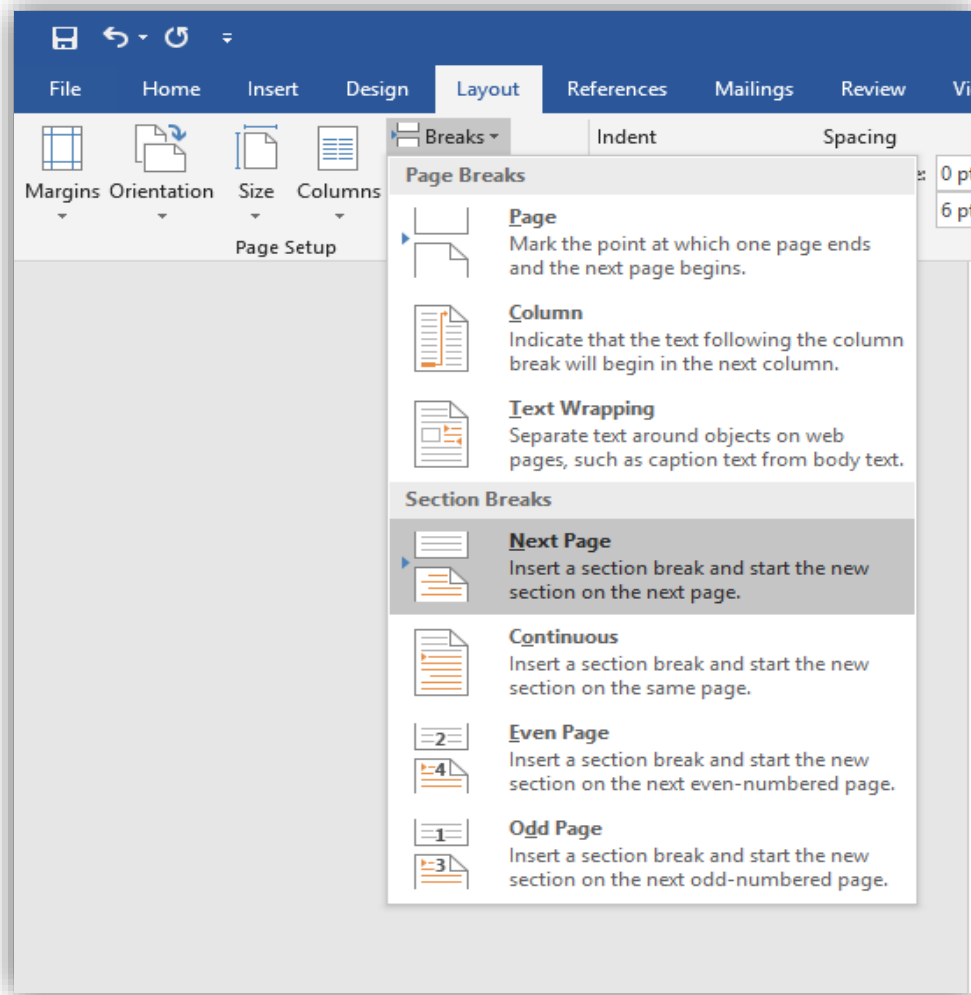 File Home Insert Design Layout References Mailings Review Vi
Breaks Indent Spacing
Margins Orientation Size Columns
Page Setup
e: 0 pt
6 pt
Page Breaks
Page
Mark the point at which one page ends
and the next page begins.
Column
Indicate that the text following the column
break will begin in the next column.
Text Wrapping
Separate text around objects on web
pages, such as caption text from body text.
Section Breaks
Next Page
Insert a section break and start the new
section on the next page.
Continuous
Insert a section break and start the new
section on the same page.
2
4
Even Page
Insert a section break and start the new
section on the next even-numbered page.
1
3
Odd Page
Insert a section break and start the new
section on the next odd-numbered page.